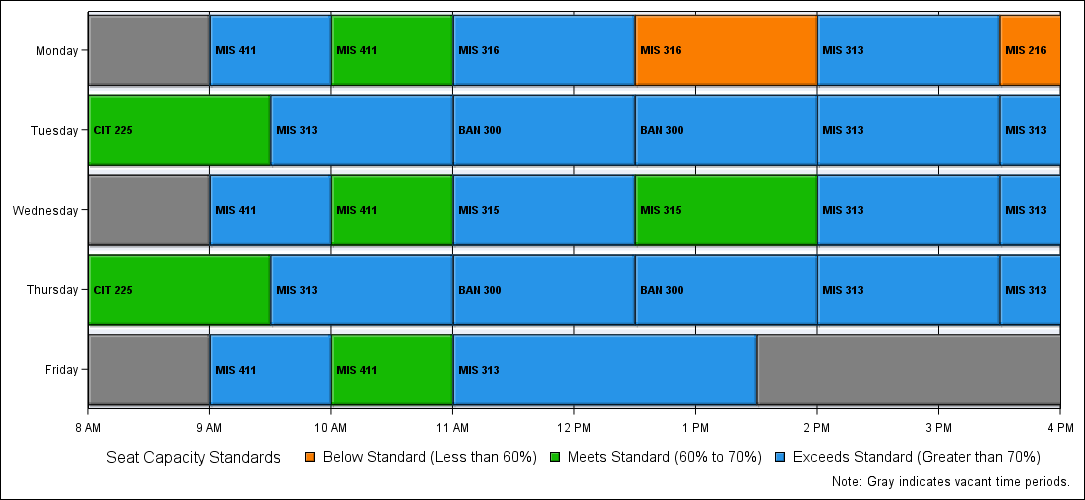 Monday MIS 411 MIS 411 MIS 316 MIS 316 MIS 313 MIS 216
Tuesday CIT 225 MIS 313 BAN 300 BAN 300 MIS 313 MIS 313
Wednesday MIS 411 MIS 411 MIS 315 MIS 315 MIS 313 MIS 313
Thursday CIT 225 MIS 313 BAN 300 BAN 300 MIS 313 MIS 313
Friday MIS 411 MIS 411 MIS 313
8 AM 9 AM 10 AM 11 AM 12 PM 1 PM 2 PM 3 PM 4 PM
Seat Capacity Standards Below Standard (Less than 60%) Meets Standard (60% to 70%) Exceeds Standard (Greater than 70%)
Note: Gray indicates vacant time periods.